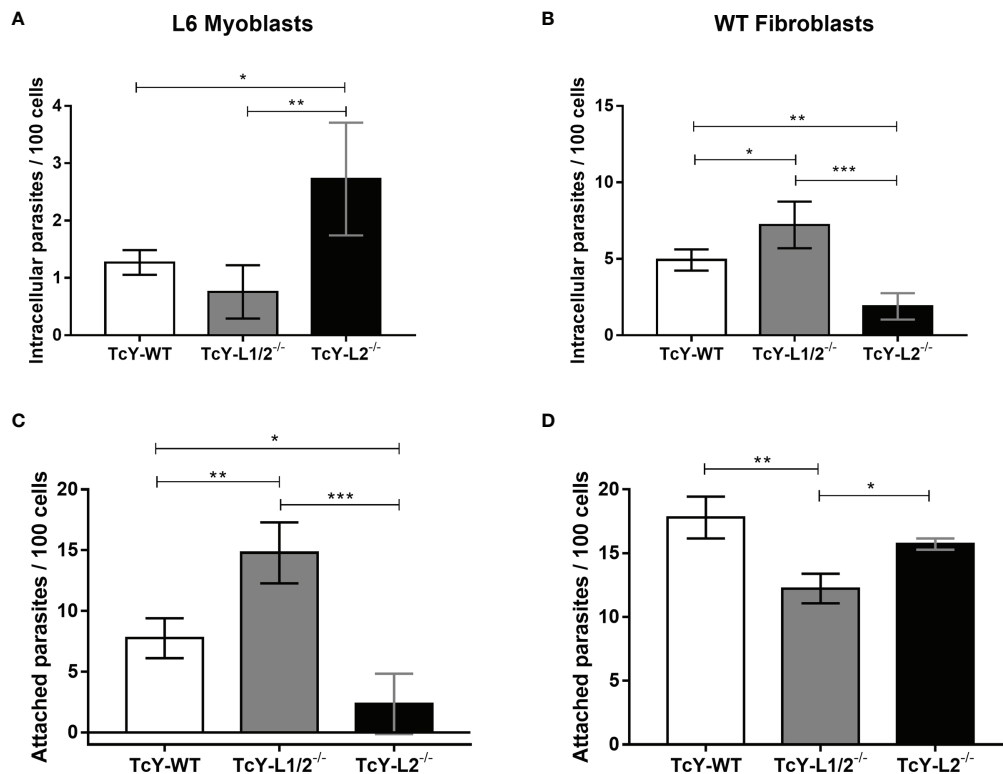 A
L6 Myoblasts
*
**
Intracellular parasites / 100 cells
4
3
2
1
0
TcY-WT TcY-L1/2-/- TcY-L2-/-
B
WT Fibroblasts
**
*
***
Intracellular parasites / 100 cells
15
10
5
0
TcY-WT TcY-L1/2-/- TcY-L2-/-
C
*
**
***
Attached parasites / 100 cells
20
15
10
5
0
TcY-WT TcY-L1/2-/- TcY-L2-/-
D
**
*
Attached parasites / 100 cells
20
15
10
5
0
TcY-WT TcY-L1/2-/- TcY-L2-/-